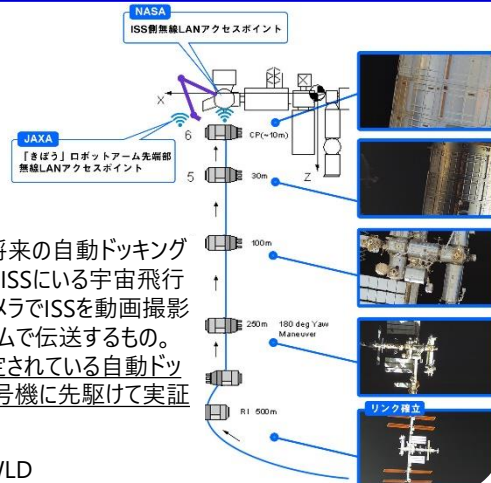 NASA
ISS側無線LANアクセスポイント
X
JAXA
「きぼう」ロボットアーム先端部
無線LANアクセスポイント
6
CP(~10m)
5
30m
Z
将来の自動ドッキング
ISSにいる宇宙飛行
メラでISSを動画撮影
ムで伝送するもの。
定されている自動ドッ
号機に先駆けて実証
100m
250m 180 deg Yaw
Maneuver
RI 500m
リンク確立
WLD